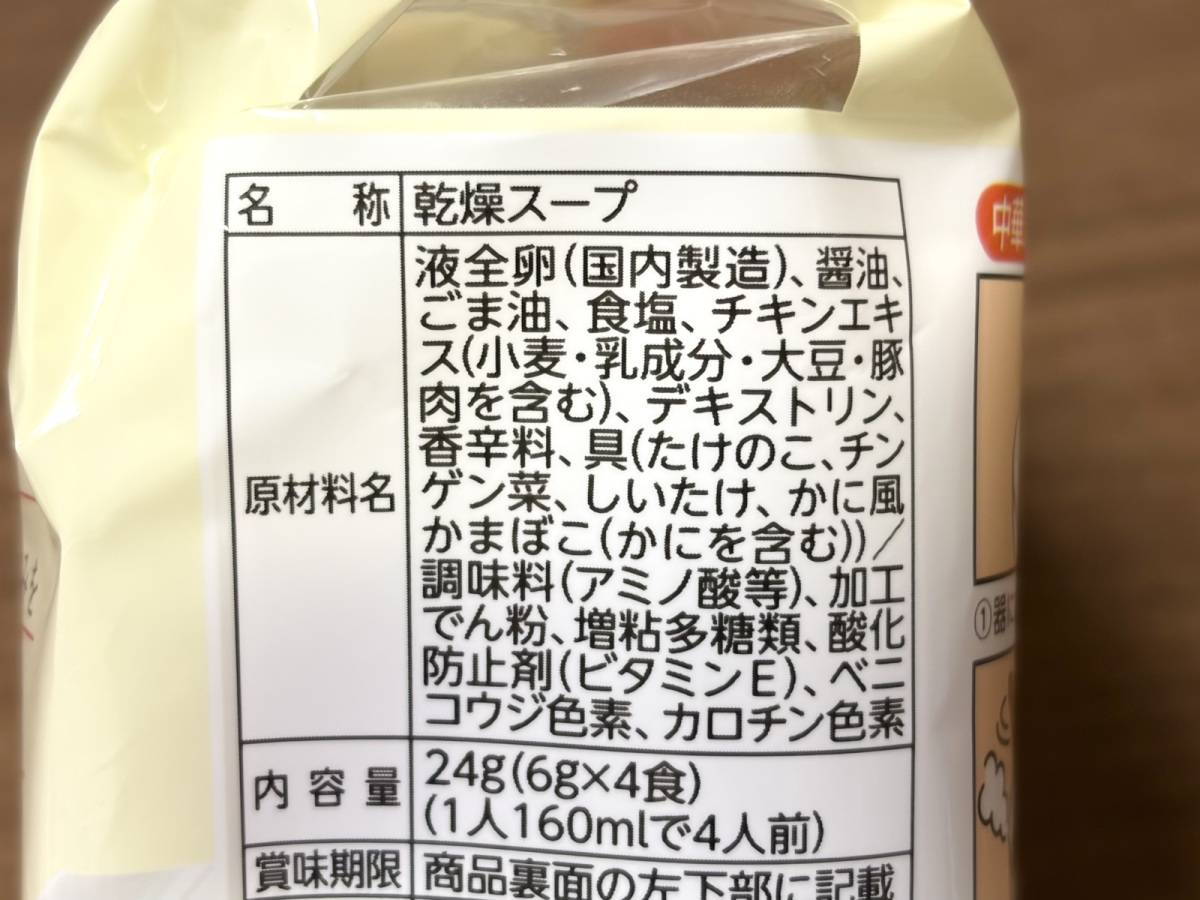 名称 乾燥スープ
原材料名
液全卵(国内製造)、醤油、
ごま油、食塩、チキンエキ
ス(小麦・乳成分・大豆・豚
肉を含む)、デキストリン、
香辛料、具(たけのこ、チン
ゲン菜、しいたけ、かに風
かまぼこ(かにを含む))／
調味料(アミノ酸等)、加工
でん粉、増粘多糖類、酸化
防止剤(ビタミンE)、ベニ
コウジ色素、カロチン色素
内容量
24g(6g×4食)
(1人160mlで4人前)
賞味期限 商品裏面の左下部に記載
中華
①器に